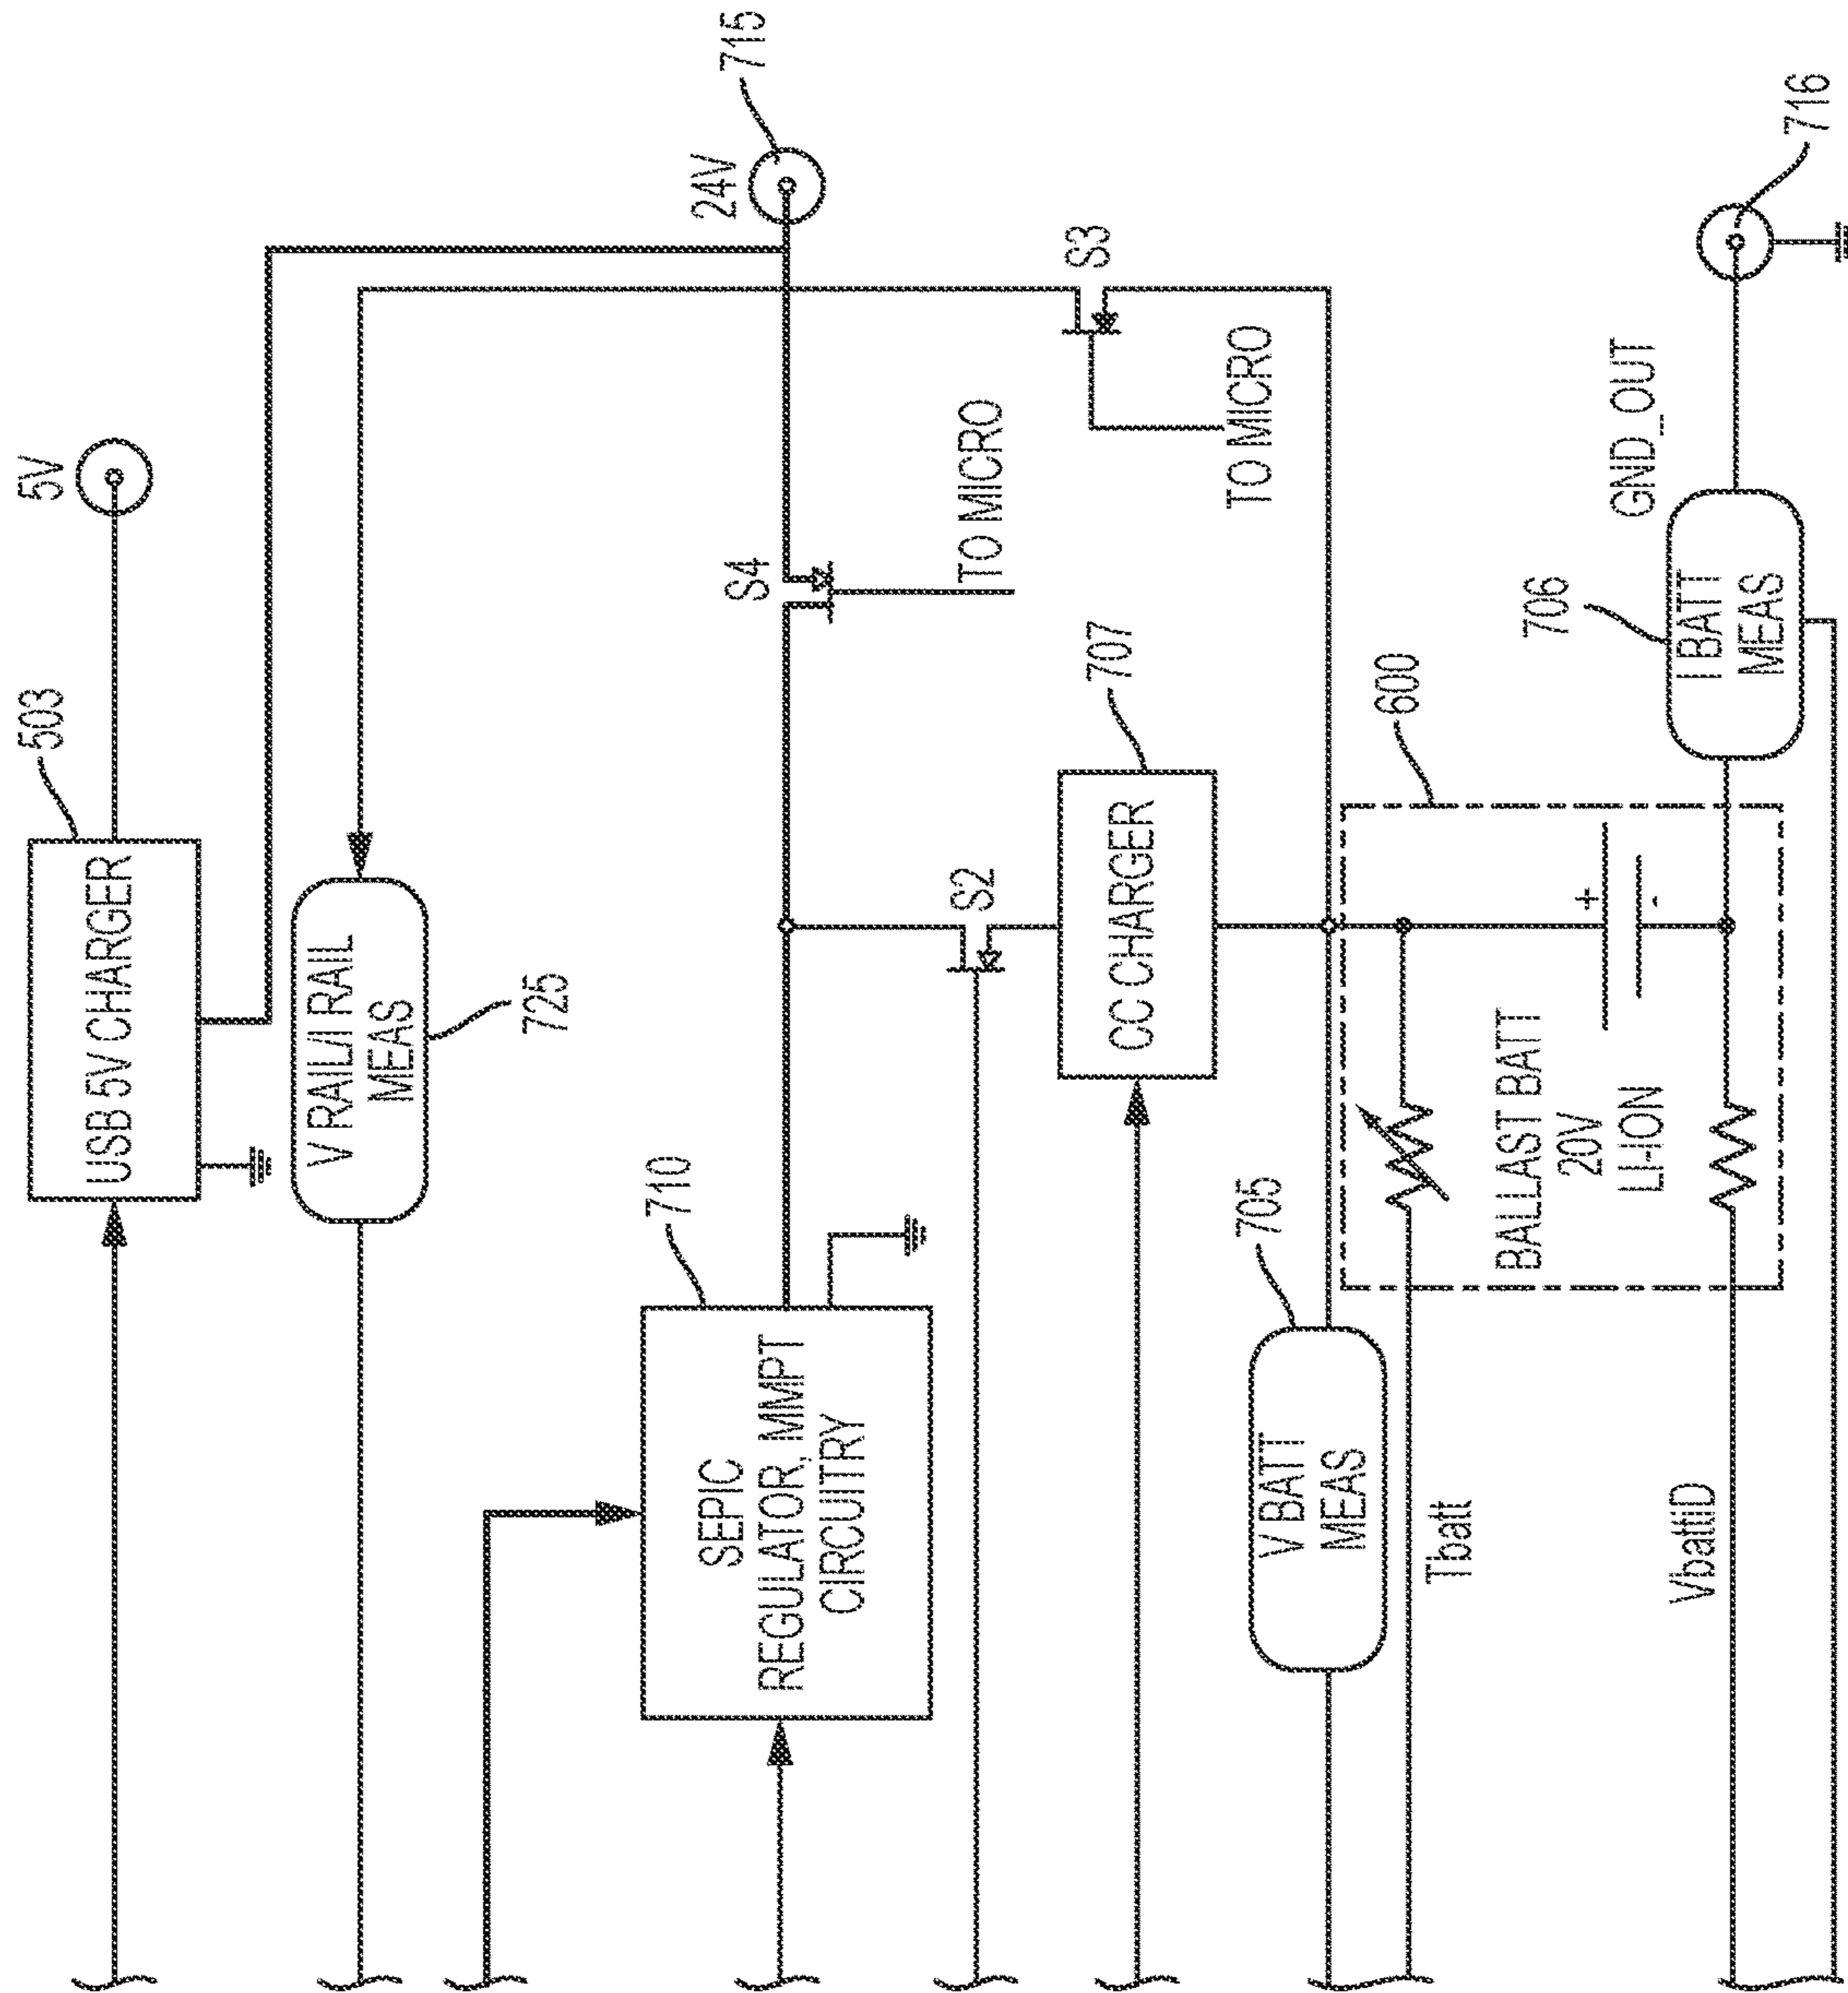 5V
503
USB 5V CHARGER
24V
715
V RAIL/I RAIL
MEAS
725
S4
TO MICRO
S3
TO MICRO
710
SEPIC
REGULATOR, MMPT
CIRCUITRY
S2
707
CC CHARGER
705
V BATT
MEAS
600
Tbatt
BALLAST BATT
20V
LI-ION
+
-
VbattiD
706
I BATT
MEAS
GND_OUT
716